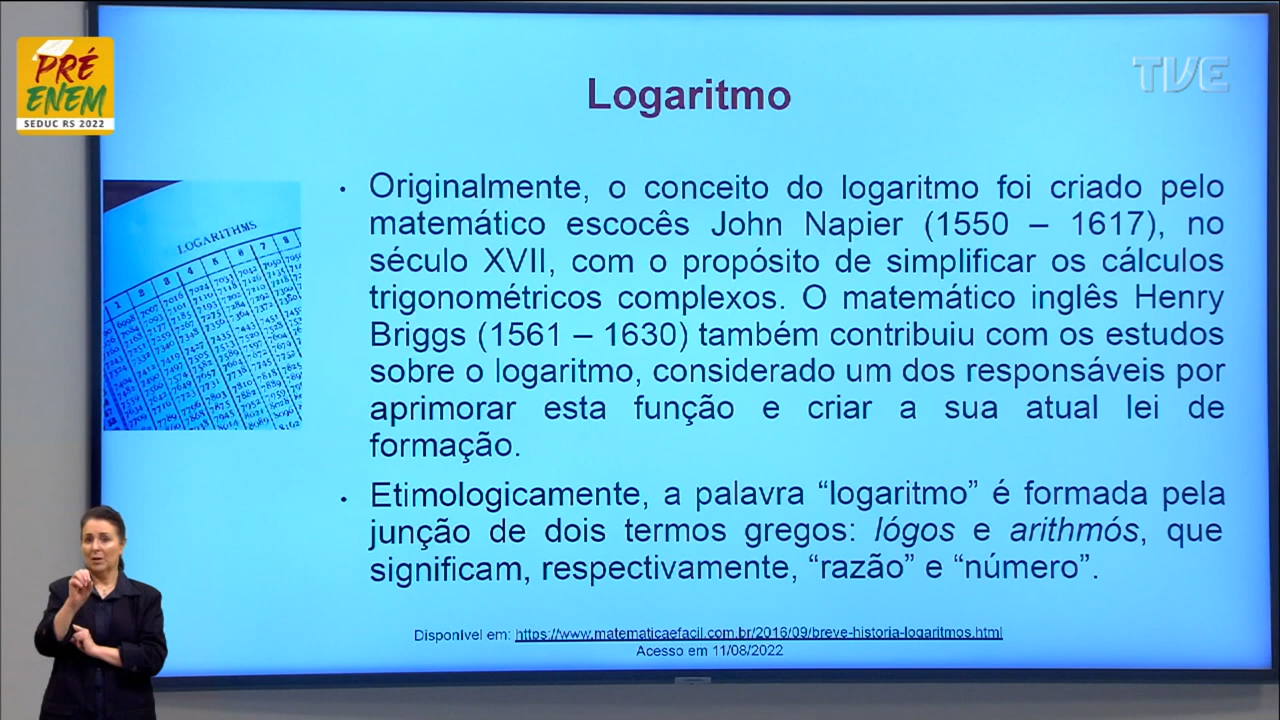 PRÉ
ENEM
SEDUC RS 2022
TVE
Logaritmo
LOGARITHMS
• Originalmente, o conceito do logaritmo foi criado pelo
matemático escocês John Napier (1550 – 1617), no
século XVII, com o propósito de simplificar os cálculos
trigonométricos complexos. O matemático inglês Henry
Briggs (1561 – 1630) também contribuiu com os estudos
sobre o logaritmo, considerado um dos responsáveis por
aprimorar esta função e criar a sua atual lei de
formação.
• Etimologicamente, a palavra “logaritmo” é formada pela
junção de dois termos gregos: lógos e arithmós, que
significam, respectivamente, “razão” e “número”.
Disponível em: https://www.matematicaefacil.com.br/2016/09/breve-historia-logaritmos.html
Acesso em 11/08/2022